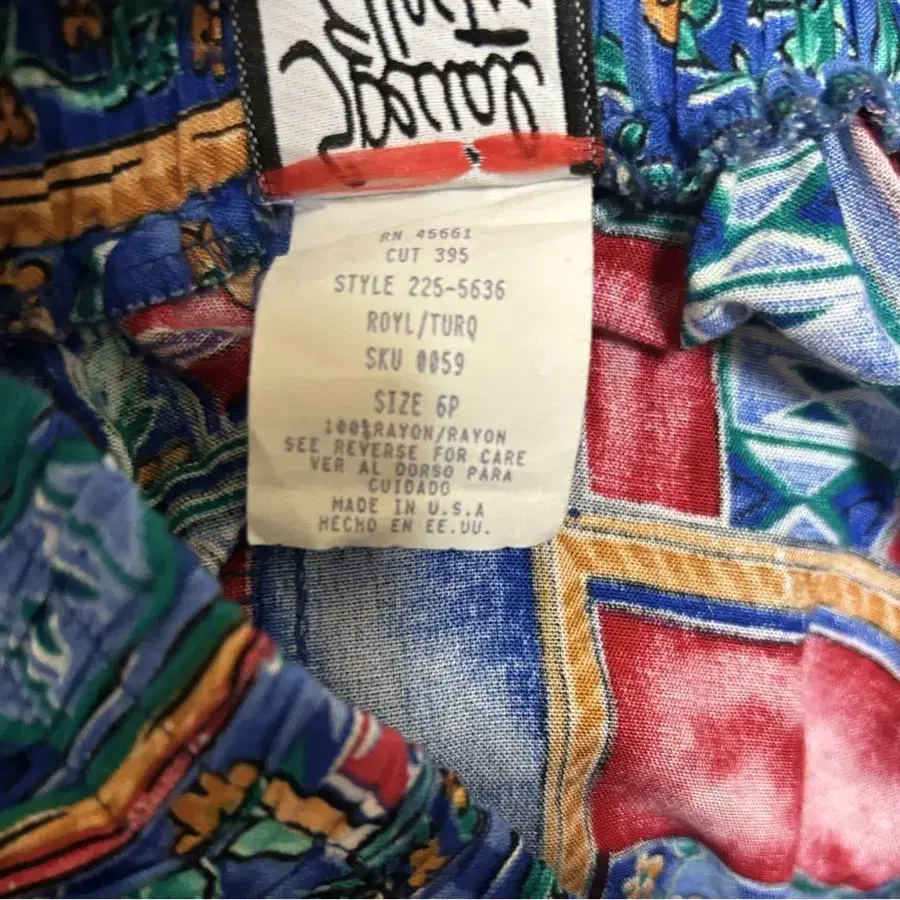 RN 45661
CUT 395
STYLE 225-5636
ROYL/TURQ
SKU 0059
SIZE 6P
100%RAYON/RAYON
SEE REVERSE FOR CARE
VER AL DORSO PARA
CUIDADO
MADE IN U.S.A
HECHO EN EE.UU.